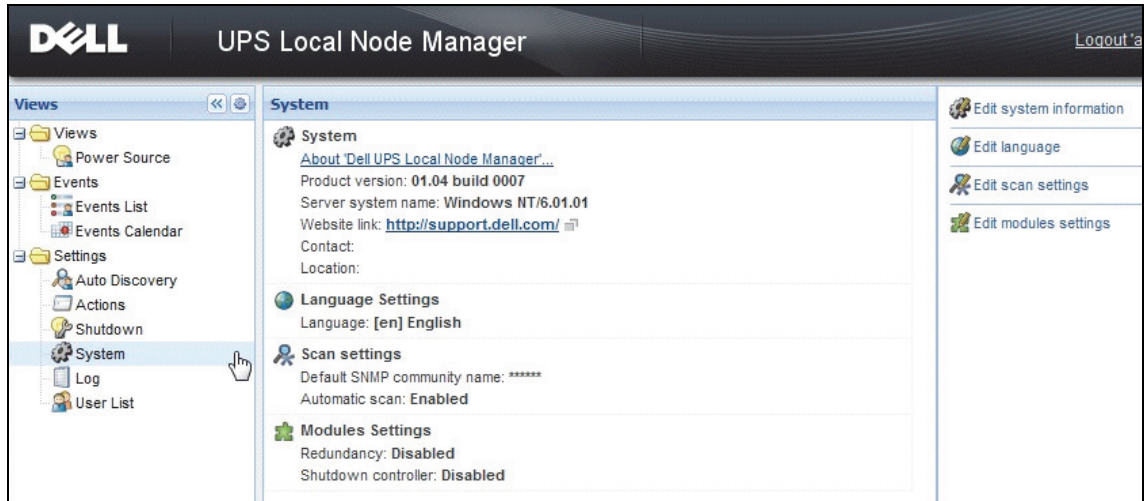 DELL
UPS Local Node Manager
Logout 'a
Views
Views
Power Source
Events
Events List
Events Calendar
Settings
Auto Discovery
Actions
Shutdown
System
Log
User List
System
System
About 'Dell UPS Local Node Manager'...
Product version: 01.04 build 0007
Server system name: Windows NT/6.01.01
Website link: http://support.dell.com/
Contact:
Location:
Language Settings
Language: [en] English
Scan settings
Default SNMP community name: ******
Automatic scan: Enabled
Modules Settings
Redundancy: Disabled
Shutdown controller: Disabled
Edit system information
Edit language
Edit scan settings
Edit modules settings